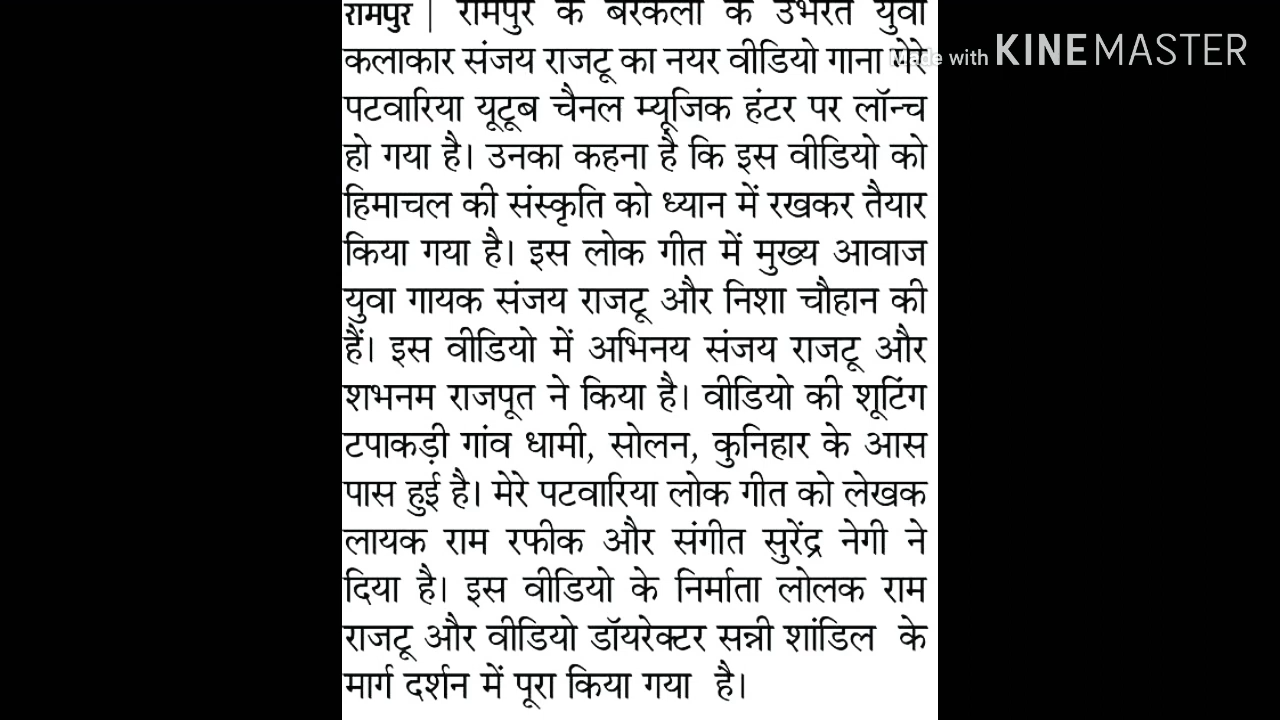 रामपुर | रामपुर के बरकली के उभरते युवा
कलाकार संजय राजटू का नयर वीडियो गाना मेरे
Made with KINEMASTER
पटवारिया यूटूब चैनल म्यूजिक हंटर पर लॉन्च
हो गया है। उनका कहना है कि इस वीडियो को
हिमाचल की संस्कृति को ध्यान में रखकर तैयार
किया गया है। इस लोक गीत में मुख्य आवाज
युवा गायक संजय राजटू और निशा चौहान की
हैं। इस वीडियो में अभिनय संजय राजटू और
शभनम राजपूत ने किया है। वीडियो की शूटिंग
टपाकड़ी गांव धामी, सोलन, कुनिहार के आस
पास हुई है। मेरे पटवारिया लोक गीत को लेखक
लायक राम रफीक और संगीत सुरेंद्र नेगी ने
दिया है। इस वीडियो के निर्माता लोलक राम
राजटू और वीडियो डॉयरेक्टर सन्नी शांडिल के
मार्ग दर्शन में पूरा किया गया है।